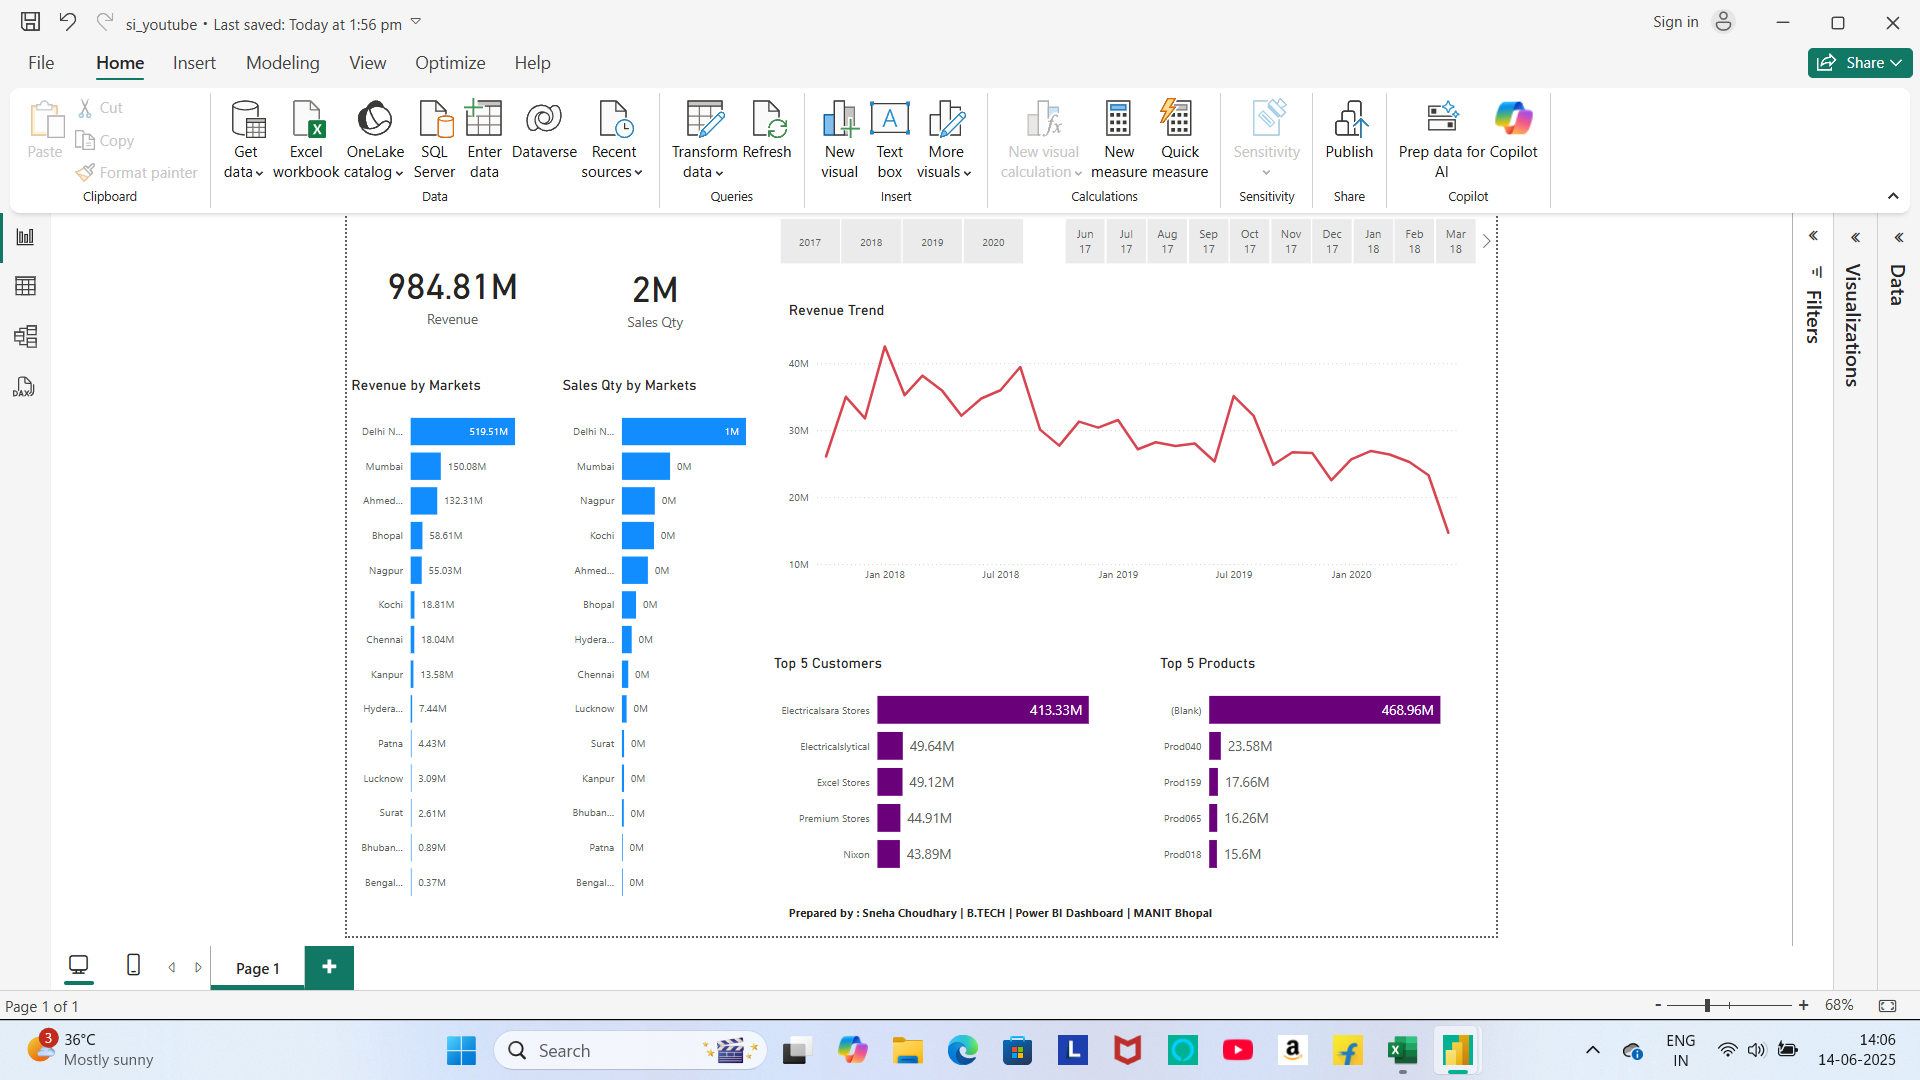 si_youtube • Last saved: Today at 1:56 pm
Sign in
File Home Insert Modeling View Optimize Help
Share
Paste
Cut
Copy
Format painter
Clipboard
Get data
Excel workbook
OneLake catalog
SQL Server
Enter data
Dataverse
Recent sources
Data
Transform data
Refresh
Queries
New visual
Text box
More visuals
Insert
New visual calculation
New measure
Quick measure
Calculations
Sensitivity
Sensitivity
Publish
Share
Prep data for AI
Copilot
Copilot
2017 2018 2019 2020
Jun 17 Jul 17 Aug 17 Sep 17 Oct 17 Nov 17 Dec 17 Jan 18 Feb 18 Mar 18
Filters
Visualizations
Data
984.81M
Revenue
2M
Sales Qty
Revenue by Markets
Delhi N... 519.51M
Mumbai 150.08M
Ahmed... 132.31M
Bhopal 58.61M
Nagpur 55.03M
Kochi 18.81M
Chennai 18.04M
Kanpur 13.58M
Hydera... 7.44M
Patna 4.43M
Lucknow 3.09M
Surat 2.61M
Bhuban... 0.89M
Bengal... 0.37M
Sales Qty by Markets
Delhi N... 1M
Mumbai 0M
Nagpur 0M
Kochi 0M
Ahmed... 0M
Bhopal 0M
Hydera... 0M
Chennai 0M
Lucknow 0M
Surat 0M
Kanpur 0M
Bhuban... 0M
Patna 0M
Bengal... 0M
Revenue Trend
40M
30M
20M
10M
Jan 2018 Jul 2018 Jan 2019 Jul 2019 Jan 2020
Top 5 Customers
Electricalsara Stores 413.33M
Electricalslytical 49.64M
Excel Stores 49.12M
Premium Stores 44.91M
Nixon 43.89M
Top 5 Products
(Blank) 468.96M
Prod040 23.58M
Prod159 17.66M
Prod065 16.26M
Prod018 15.6M
Prepared by : Sneha Choudhary | B.TECH | Power BI Dashboard | MANIT Bhopal
Page 1
Page 1 of 1
- + 68%
3
36°C
Mostly sunny
Search
ENG
IN
14:06
14-06-2025